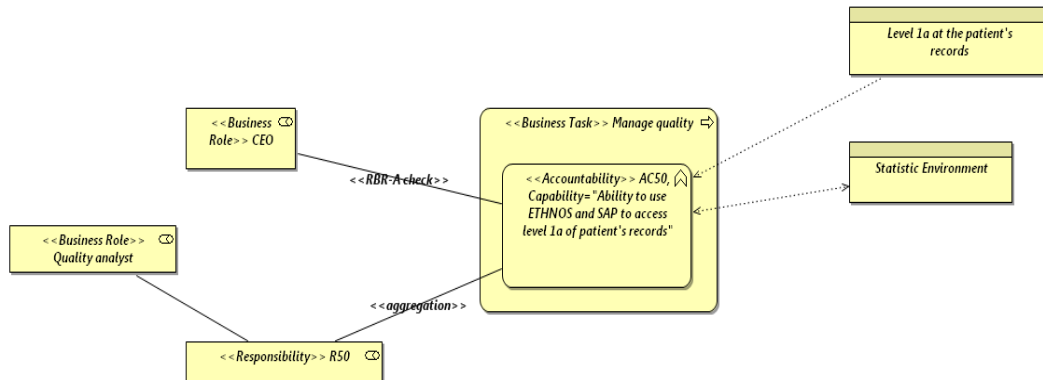 Level 1a at the patient's
records
<<Business
Role>> CEO
<<Business Task>> Manage quality
<<RBR-A check>>
<<Accountability>> AC50,
Capability="Ability to use
ETHNOS and SAP to access
level 1a of patient's records"
Statistic Environment
<<Business Role>>
Quality analyst
<<aggregation>>
<<Responsibility>> R50